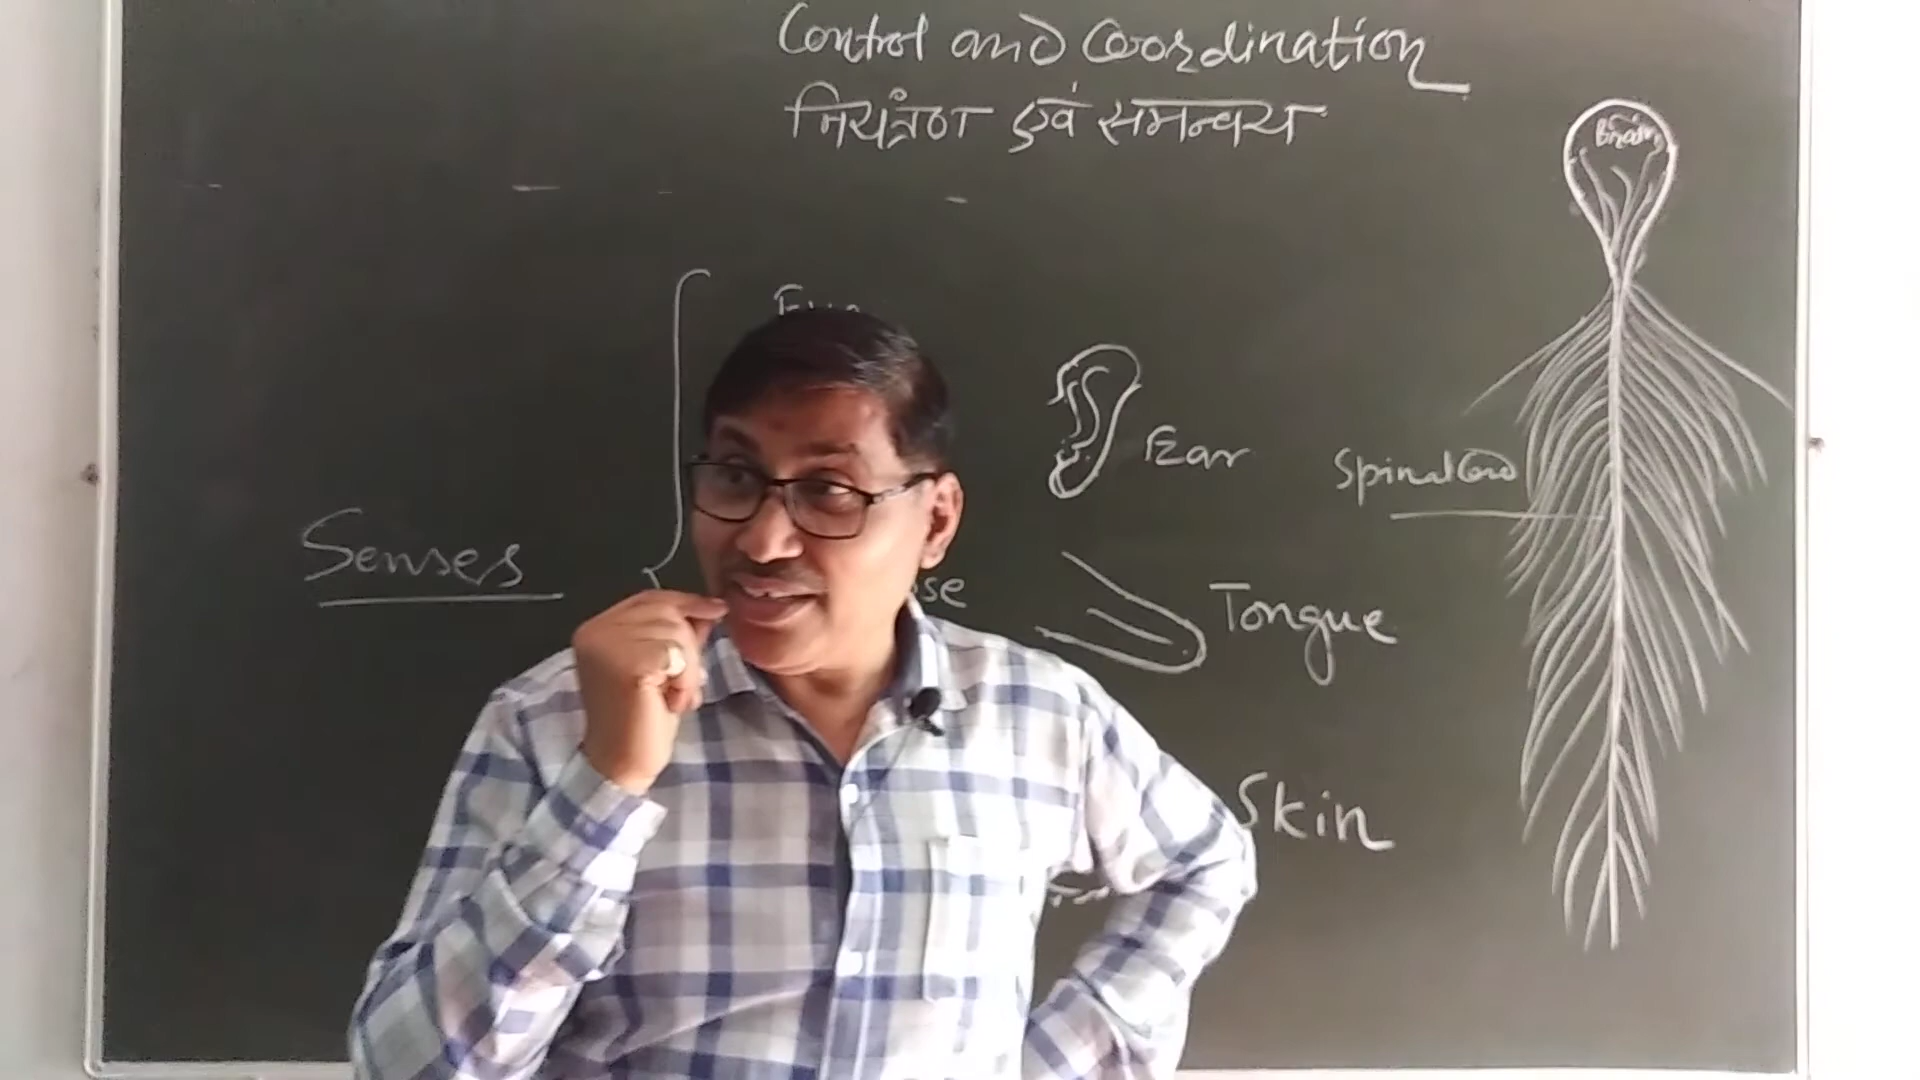 Control and Coordination
नियंत्रण एवं समन्वय
Brain
Ear
Spinal Cord
Senses
Tongue
Skin